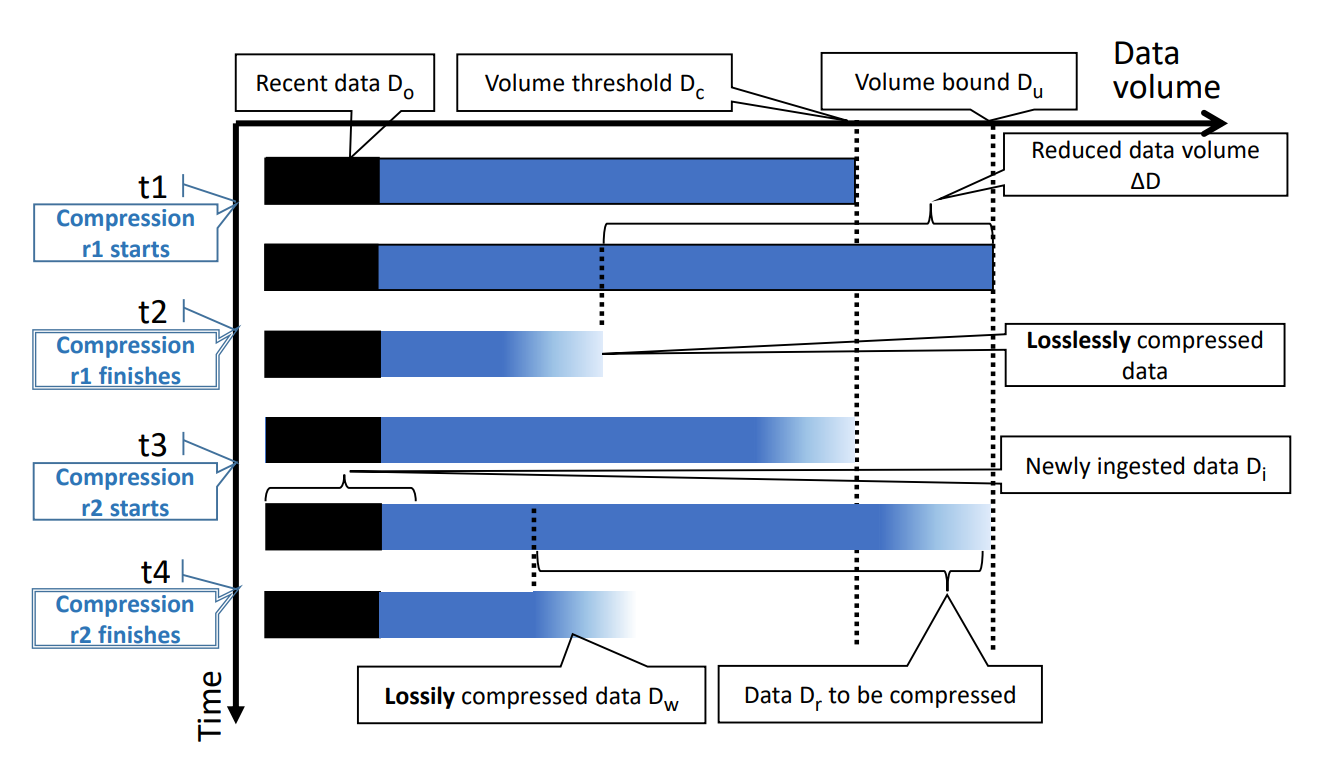 Data
volume
Recent data Do
Volume threshold Dc
Volume bound Du
Reduced data volume
ΔD
t1
Compression
r1 starts
t2
Compression
r1 finishes
Losslessly compressed
data
t3
Compression
r2 starts
Newly ingested data Di
t4
Compression
r2 finishes
Lossily compressed data Dw
Data Dr to be compressed
Time